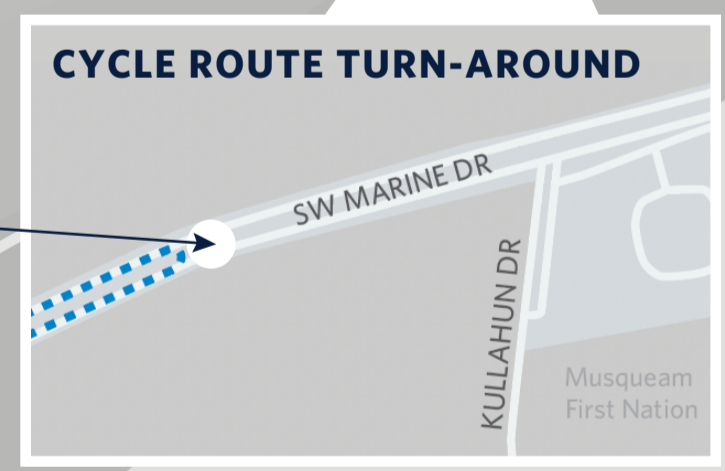 CYCLE ROUTE TURN-AROUND
SW MARINE DR
KULLAHUN DR
Musqueam
First Nation